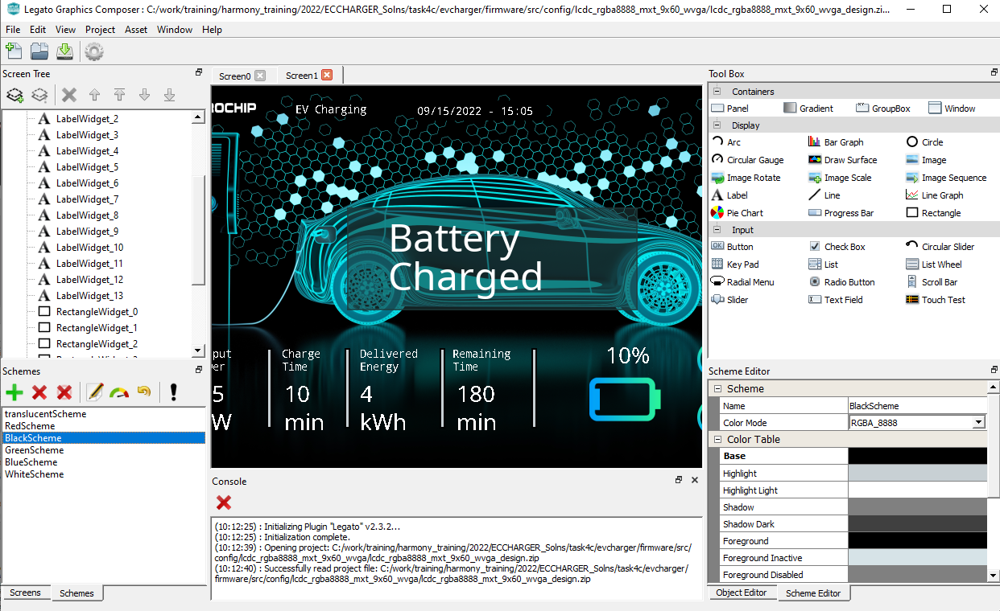 Legato Graphics Composer : C:/work/training/harmony_training/2022/ECCHARGER_Solns/task4c/evcharger/firmware/src/config/lcdc_rgba8888_mxt_9x60_wvga/lcdc_rgba8888_mxt_9x60_wvga_design.zi...
File Edit View Project Asset Window Help
Screen Tree
LabelWidget_2
LabelWidget_3
LabelWidget_4
LabelWidget_5
LabelWidget_6
LabelWidget_7
LabelWidget_8
LabelWidget_9
LabelWidget_10
LabelWidget_11
LabelWidget_12
LabelWidget_13
RectangleWidget_0
RectangleWidget_1
RectangleWidget_2
Schemes
translucentScheme
RedScheme
BlackScheme
GreenScheme
BlueScheme
WhiteScheme
Screens Schemes
Screen0 Screen1
ROCHIP EV Charging 09/15/2022 - 15:05
Battery
Charged
put Charge Delivered Remaining 10%
er Time Energy Time
5 10 4 180
W min kWh min
Console
(10:12:25) : Initializing Plugin "Legato" v2.3.2...
(10:12:25) : Initialization complete.
(10:12:39) : Opening project: C:/work/training/harmony_training/2022/ECCHARGER_Solns/task4c/evcharger/firmware/src/
config/lcdc_rgba8888_mxt_9x60_wvga/lcdc_rgba8888_mxt_9x60_wvga_design.zip
(10:12:40) : Successfully read project file: C:/work/training/harmony_training/2022/ECCHARGER_Solns/task4c/evcharger/
firmware/src/config/lcdc_rgba8888_mxt_9x60_wvga/lcdc_rgba8888_mxt_9x60_wvga_design.zip
Tool Box
Containers
Panel Gradient GroupBox Window
Display
Arc Bar Graph Circle
Circular Gauge Draw Surface Image
Image Rotate Image Scale Image Sequence
Label Line Line Graph
Pie Chart Progress Bar Rectangle
Input
Button Check Box Circular Slider
Key Pad List List Wheel
Radial Menu Radio Button Scroll Bar
Slider Text Field Touch Test
Scheme Editor
Scheme
Name BlackScheme
Color Mode RGBA_8888
Color Table
Base
Highlight
Highlight Light
Shadow
Shadow Dark
Foreground
Foreground Inactive
Foreground Disabled
Object Editor Scheme Editor